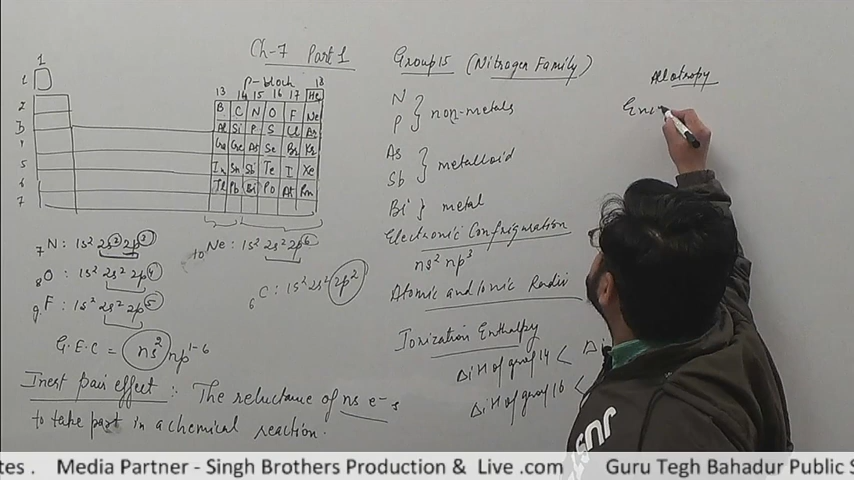 Ch-7 Part 1
1
p-block
13 14 15 16 17 18
1 He
2 B C N O F Ne
3 Al Si P S Cl Ar
4 Ga Ge As Se Br Kr
5 In Sn Sb Te I Xe
6 Tl Pb Bi Po At Rn
7
₇N : 1s² 2s² 2p³
₈O : 1s² 2s² 2p⁴
₉F : 1s² 2s² 2p⁵
₁₀Ne : 1s² 2s² 2p⁶
₆C : 1s² 2s² 2p²
G.E.C = ns² np¹⁻⁶
Inert pair effect : The reluctance of ns e-s
to take part in a chemical reaction.
Group 15 (Nitrogen Family)
N
P } non-metals
As
Sb } metalloid
Bi } metal
Electronic Configuration
ns² np³
Atomic and ionic Radii
Ionization Enthalpy
ΔiH of group 14 < Δi
ΔiH of group 16 <
Allotropy
tes . Media Partner - Singh Brothers Production & Live .com Guru Tegh Bahadur Public S